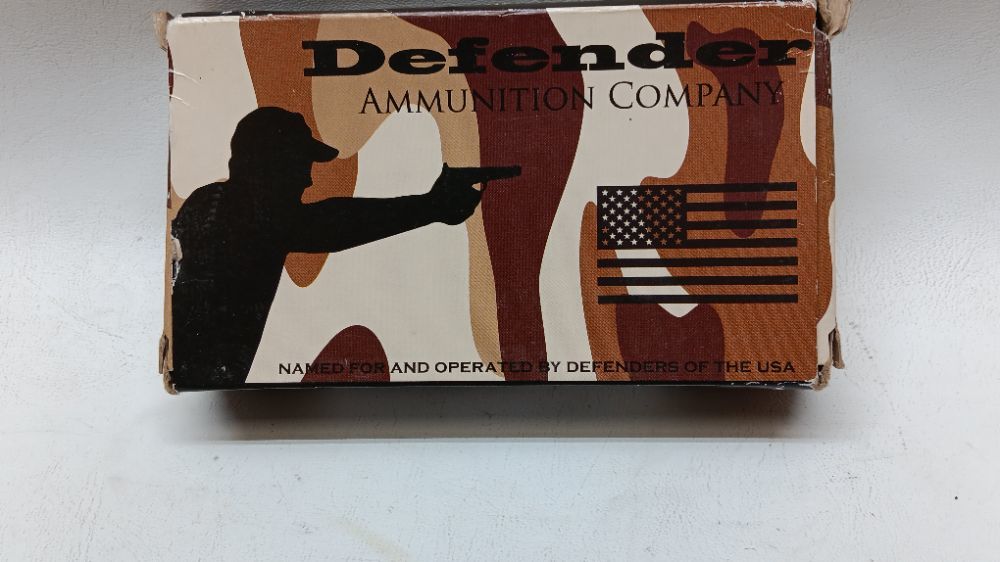 Defender
AMMUNITION COMPANY
NAMED FOR AND OPERATED BY DEFENDERS OF THE USA